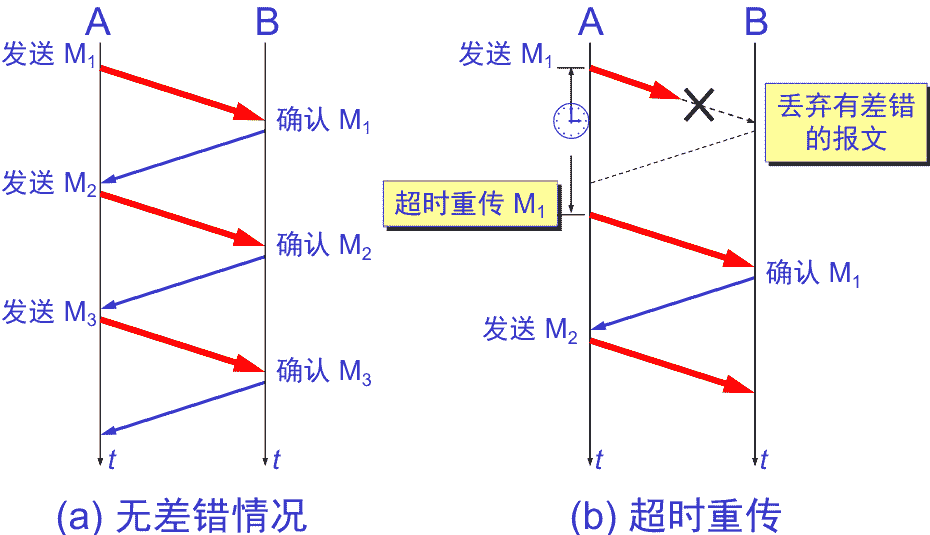 A
B
发送 M1
确认 M1
发送 M2
确认 M2
发送 M3
确认 M3
t
t
(a) 无差错情况
A
B
发送 M1
丢弃有差错
的报文
超时重传 M1
确认 M1
发送 M2
t
t
(b) 超时重传